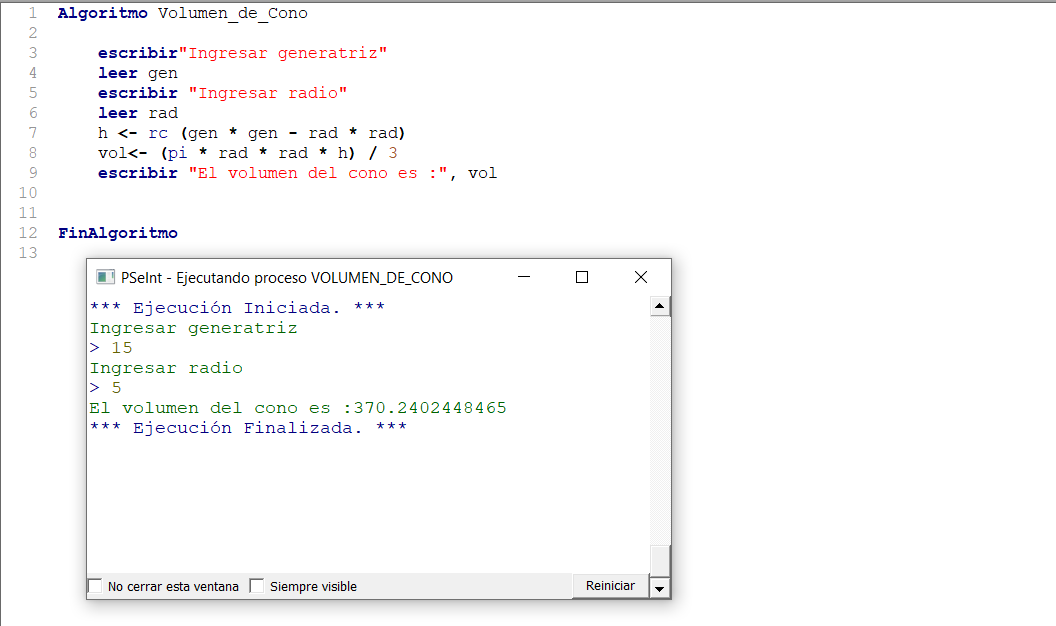 1 Algoritmo Volumen_de_Cono
2
3 escribir"Ingresar generatriz"
4 leer gen
5 escribir "Ingresar radio"
6 leer rad
7 h <- rc (gen * gen - rad * rad)
8 vol<- (pi * rad * rad * h) / 3
9 escribir "El volumen del cono es :", vol
10
11
12 FinAlgoritmo
13
PSeInt - Ejecutando proceso VOLUMEN_DE_CONO
*** Ejecución Iniciada. ***
Ingresar generatriz
> 15
Ingresar radio
> 5
El volumen del cono es :370.2402448465
*** Ejecución Finalizada. ***
No cerrar esta ventana Siempre visible Reiniciar